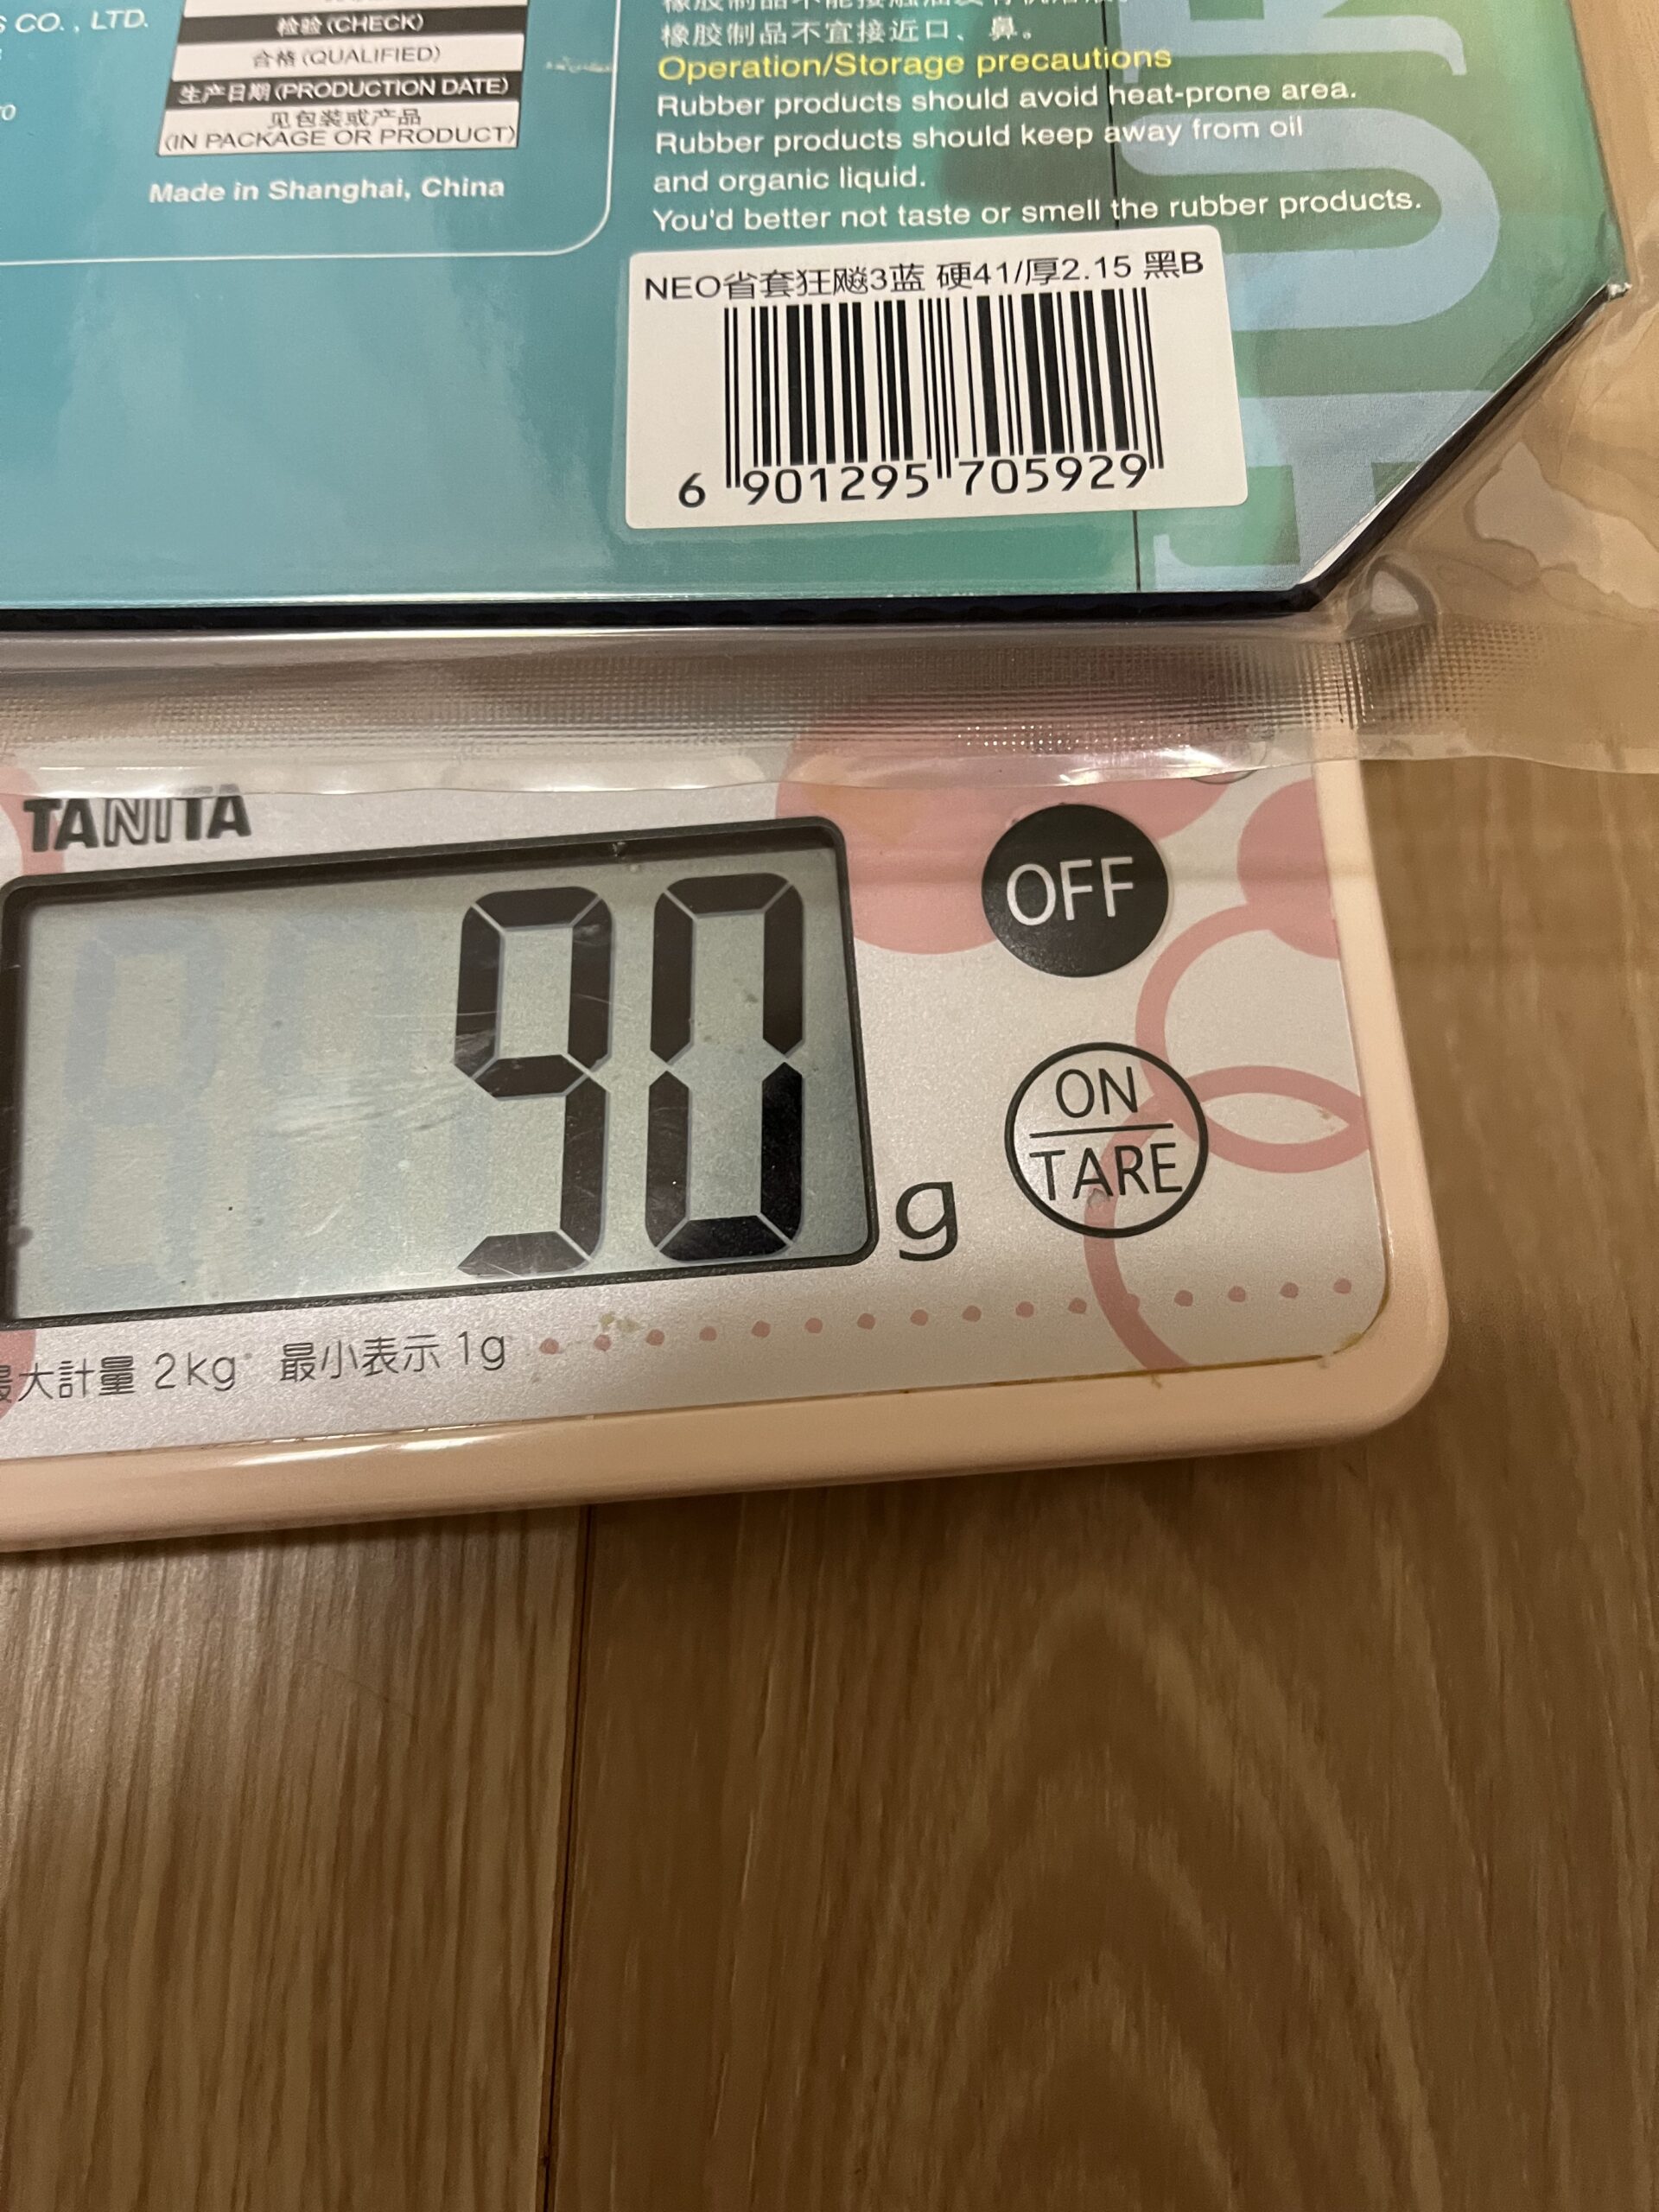 S CO., LTD.
检验 (CHECK)
合格 (QUALIFIED)
生产日期 (PRODUCTION DATE)
见包装或产品
(IN PACKAGE OR PRODUCT)
Made in Shanghai, China
橡胶制品不宜接近口、鼻。
Operation/Storage precautions
Rubber products should avoid heat-prone area.
Rubber products should keep away from oil
and organic liquid.
You'd better not taste or smell the rubber products.
NEO省套狂飚3蓝 硬41/厚2.15 黑B
6 901295 705929
TANITA
OFF
90
g
ON
TARE
最大計量 2kg 最小表示 1g